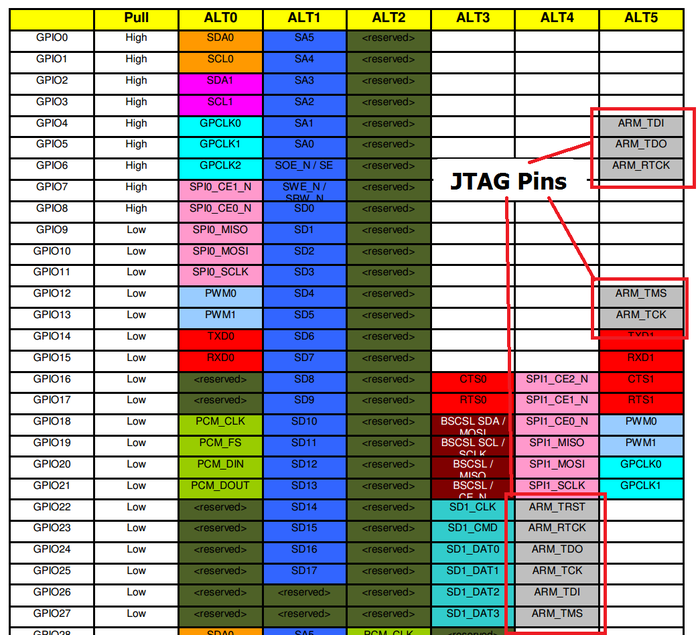 Pull ALT0 ALT1 ALT2 ALT3 ALT4 ALT5
GPIO0 High SDA0 SA5 <reserved>
GPIO1 High SCL0 SA4 <reserved>
GPIO2 High SDA1 SA3 <reserved>
GPIO3 High SCL1 SA2 <reserved>
GPIO4 High GPCLK0 SA1 <reserved> ARM_TDI
GPIO5 High GPCLK1 SA0 <reserved> ARM_TDO
GPIO6 High GPCLK2 SOE_N / SE <reserved> ARM_RTCK
JTAG Pins
GPIO7 High SPI0_CE1_N SWE_N / <reserved>
SRW_N
GPIO8 High SPI0_CE0_N SD0 <reserved>
GPIO9 Low SPI0_MISO SD1 <reserved>
GPIO10 Low SPI0_MOSI SD2 <reserved>
GPIO11 Low SPI0_SCLK SD3 <reserved>
GPIO12 Low PWM0 SD4 <reserved> ARM_TMS
GPIO13 Low PWM1 SD5 <reserved> ARM_TCK
GPIO14 Low TXD0 SD6 <reserved> TXD1
GPIO15 Low RXD0 SD7 <reserved> RXD1
GPIO16 Low <reserved> SD8 <reserved> CTS0 SPI1_CE2_N CTS1
GPIO17 Low <reserved> SD9 <reserved> RTS0 SPI1_CE1_N RTS1
GPIO18 Low PCM_CLK SD10 <reserved> BSCSL SDA / SPI1_CE0_N PWM0
MOSI
GPIO19 Low PCM_FS SD11 <reserved> BSCSL SCL / SPI1_MISO PWM1
SCLK
GPIO20 Low PCM_DIN SD12 <reserved> BSCSL / SPI1_MOSI GPCLK0
MISO
GPIO21 Low PCM_DOUT SD13 <reserved> BSCSL / SPI1_SCLK GPCLK1
CE_N
GPIO22 Low <reserved> SD14 <reserved> SD1_CLK ARM_TRST
GPIO23 Low <reserved> SD15 <reserved> SD1_CMD ARM_RTCK
GPIO24 Low <reserved> SD16 <reserved> SD1_DAT0 ARM_TDO
GPIO25 Low <reserved> SD17 <reserved> SD1_DAT1 ARM_TCK
GPIO26 Low <reserved> <reserved> <reserved> SD1_DAT2 ARM_TDI
GPIO27 Low <reserved> <reserved> <reserved> SD1_DAT3 ARM_TMS
GPIO28 SDA0 SA5 PCM_CLK <reserved>